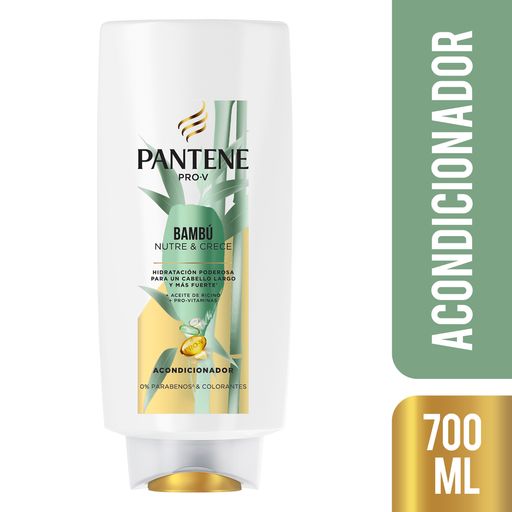 PANTENE
PRO-V
BAMBÚ
NUTRE & CRECE
HIDRATACIÓN PODEROSA
PARA UN CABELLO LARGO
Y MÁS FUERTE*
+ ACEITE DE RICINO
+ PRO-VITAMINAS
ACONDICIONADOR
0% PARABENOS^ & COLORANTES
ACONDICIONADOR
700
ML